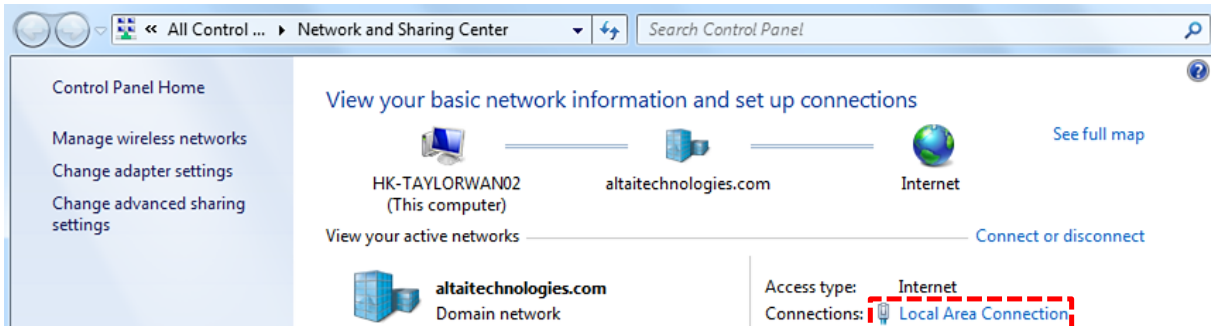 « All Control ... ▸ Network and Sharing Center
Search Control Panel
Control Panel Home
Manage wireless networks
Change adapter settings
Change advanced sharing
settings
View your basic network information and set up connections
See full map
HK-TAYLORWAN02
(This computer)
altaitechnologies.com
Internet
View your active networks
Connect or disconnect
altaitechnologies.com
Domain network
Access type: Internet
Connections: Local Area Connection